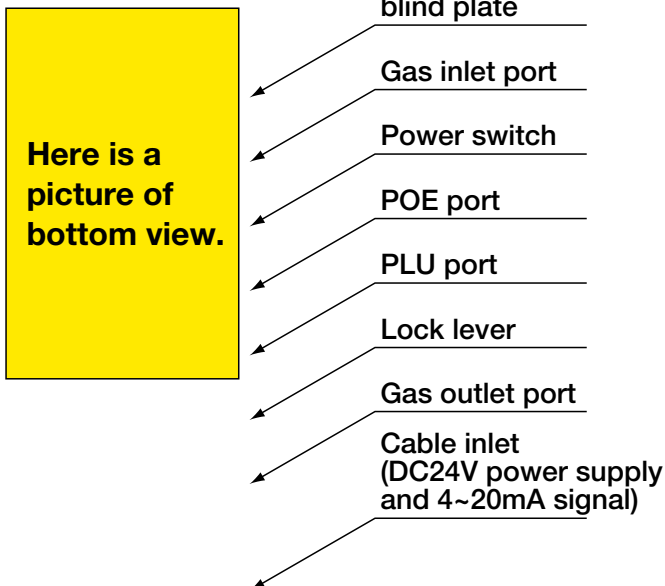 blind plate
Gas inlet port
Power switch
Here is a
picture of
bottom view.
POE port
PLU port
Lock lever
Gas outlet port
Cable inlet
(DC24V power supply
and 4~20mA signal)